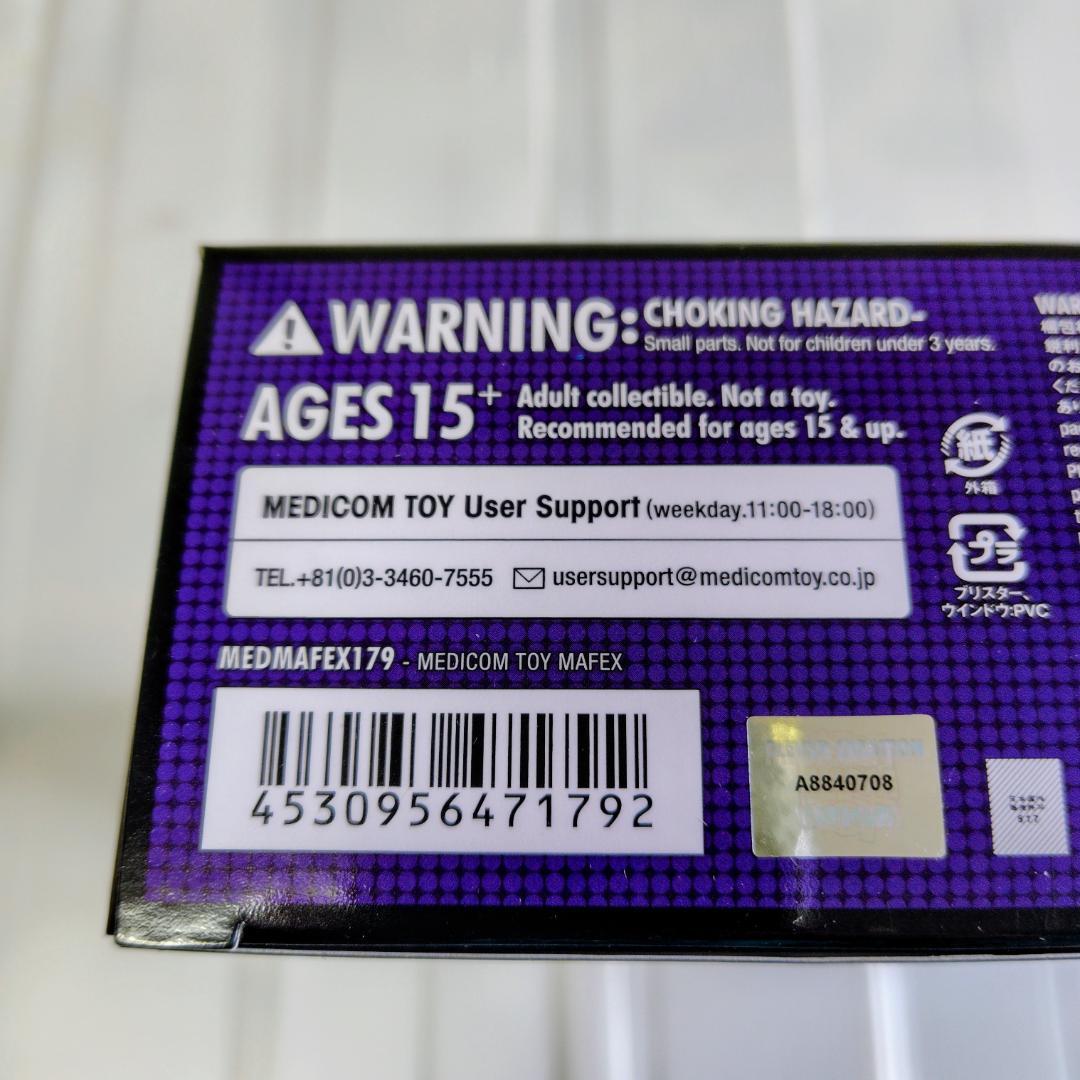 WARNING: CHOKING HAZARD-
Small parts. Not for children under 3 years.
AGES 15+ Adult collectible. Not a toy.
Recommended for ages 15 & up.
紙
外箱
MEDICOM TOY User Support (weekday.11:00-18:00)
TEL.+81(0)3-3460-7555 usersupport@medicomtoy.co.jp
プラ
ブリスター、
ウインドウ:PVC
MEDMAFEX179 - MEDICOM TOY MAFEX
4530956471792
A8840708